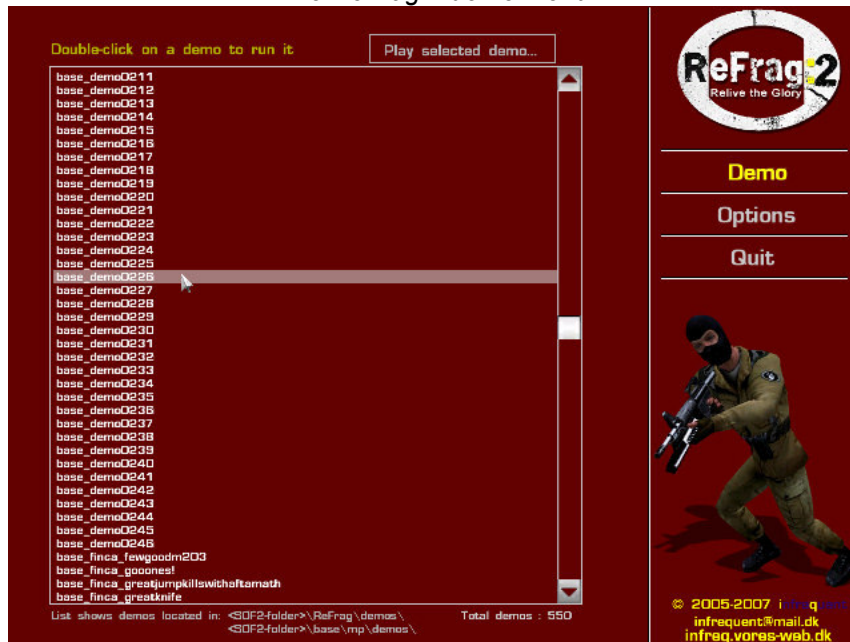 Double-click on a demo to run it
Play selected demo...
base_demo0211
base_demo0212
base_demo0213
base_demo0214
base_demo0215
base_demo0216
base_demo0217
base_demo0218
base_demo0219
base_demo0220
base_demo0221
base_demo0222
base_demo0223
base_demo0224
base_demo0225
base_demo0226
base_demo0227
base_demo0228
base_demo0229
base_demo0230
base_demo0231
base_demo0232
base_demo0233
base_demo0234
base_demo0235
base_demo0236
base_demo0237
base_demo0238
base_demo0239
base_demo0240
base_demo0241
base_demo0242
base_demo0243
base_demo0244
base_demo0245
base_demo0246
base_finca_fewgoodm203
base_finca_gooones!
base_finca_greatjumpkillswithaftamath
base_finca_greatknife
List shows demos located in: <SOF2-folder>\ReFrag\demos\
<SOF2-folder>\base\mp\demos\
Total demos : 550
ReFrag:2
Relive the Glory
Demo
Options
Quit
© 2005-2007 infrequent
infrequent@mail.dk
infreq.vores-web.dk